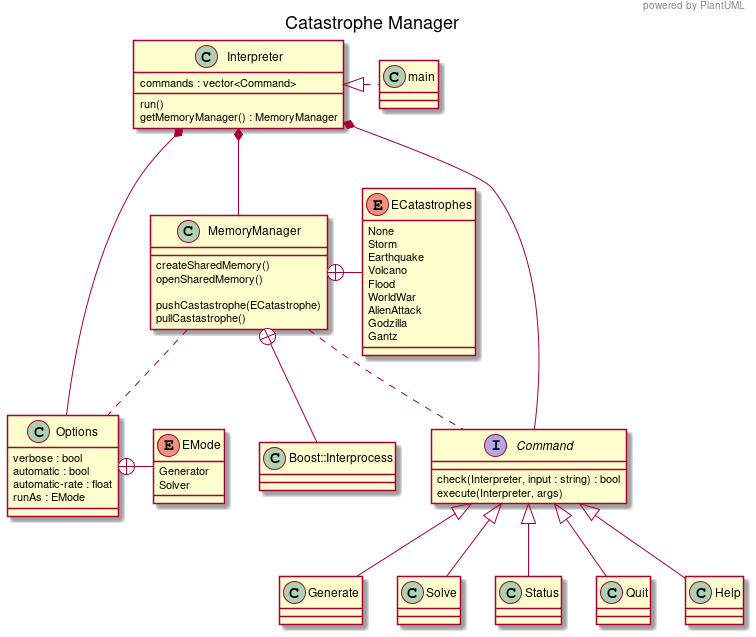 powered by PlantUML
Catastrophe Manager
C Interpreter
commands : vector<Command>
run()
getMemoryManager() : MemoryManager
C main
E ECatastrophes
None
Storm
Earthquake
Volcano
Flood
WorldWar
AlienAttack
Godzilla
Gantz
C MemoryManager
createSharedMemory()
openSharedMemory()
pushCastastrophe(ECatastrophe)
pullCastastrophe()
C Options
verbose : bool
automatic : bool
automatic-rate : float
runAs : EMode
E EMode
Generator
Solver
C Boost::Interprocess
I Command
check(Interpreter, input : string) : bool
execute(Interpreter, args)
C Generate
C Solve
C Status
C Quit
C Help